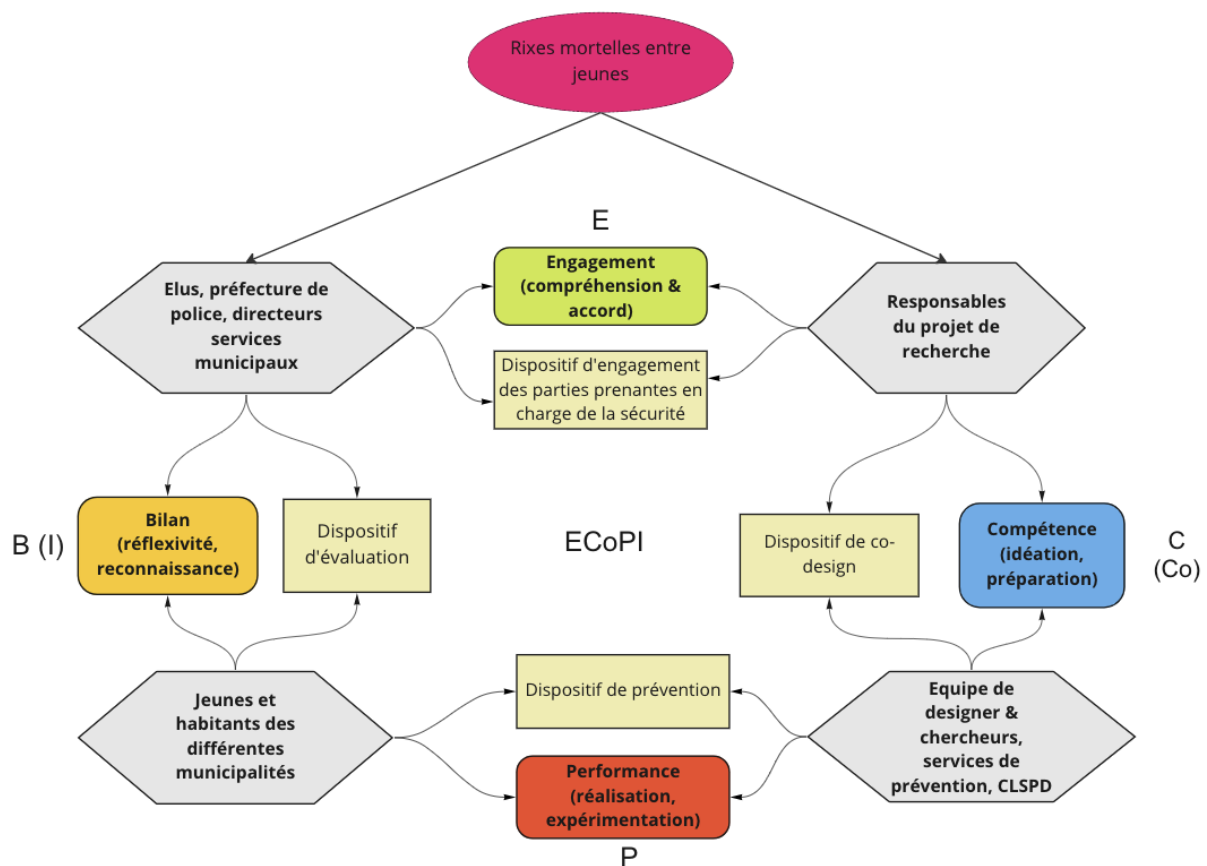 Rixes mortelles entre
jeunes
E
Elus, préfecture de
police, directeurs
services
municipaux
Engagement
(compréhension &
accord)
Responsables
du projet de
recherche
Dispositif d'engagement
des parties prenantes en
charge de la sécurité
B (I)
Bilan
(réflexivité,
reconnaissance)
Dispositif
d'évaluation
ECoPI
Dispositif de co-
design
Compétence
(idéation,
préparation)
C
(Co)
Jeunes et
habitants des
différentes
municipalités
Dispositif de prévention
Equipe de
designer &
chercheurs,
services de
prévention, CLSPD
Performance
(réalisation,
expérimentation)
P